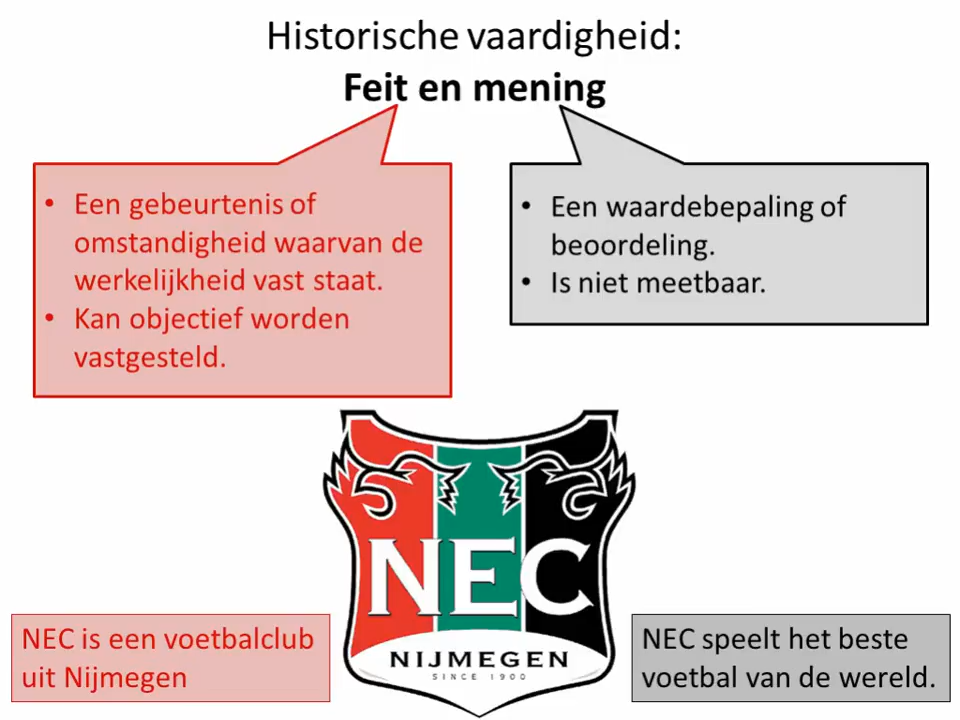 Historische vaardigheid:
Feit en mening
• Een gebeurtenis of
omstandigheid waarvan de
werkelijkheid vast staat.
• Kan objectief worden
vastgesteld.
• Een waardebepaling of
beoordeling.
• Is niet meetbaar.
NEC
NIJMEGEN
SINCE 1900
NEC is een voetbalclub
uit Nijmegen
NEC speelt het beste
voetbal van de wereld.